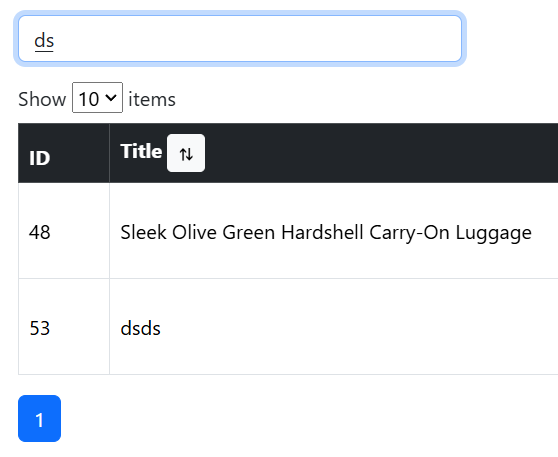 ds
Show 10 items
ID Title
48 Sleek Olive Green Hardshell Carry-On Luggage
53 dsds
1